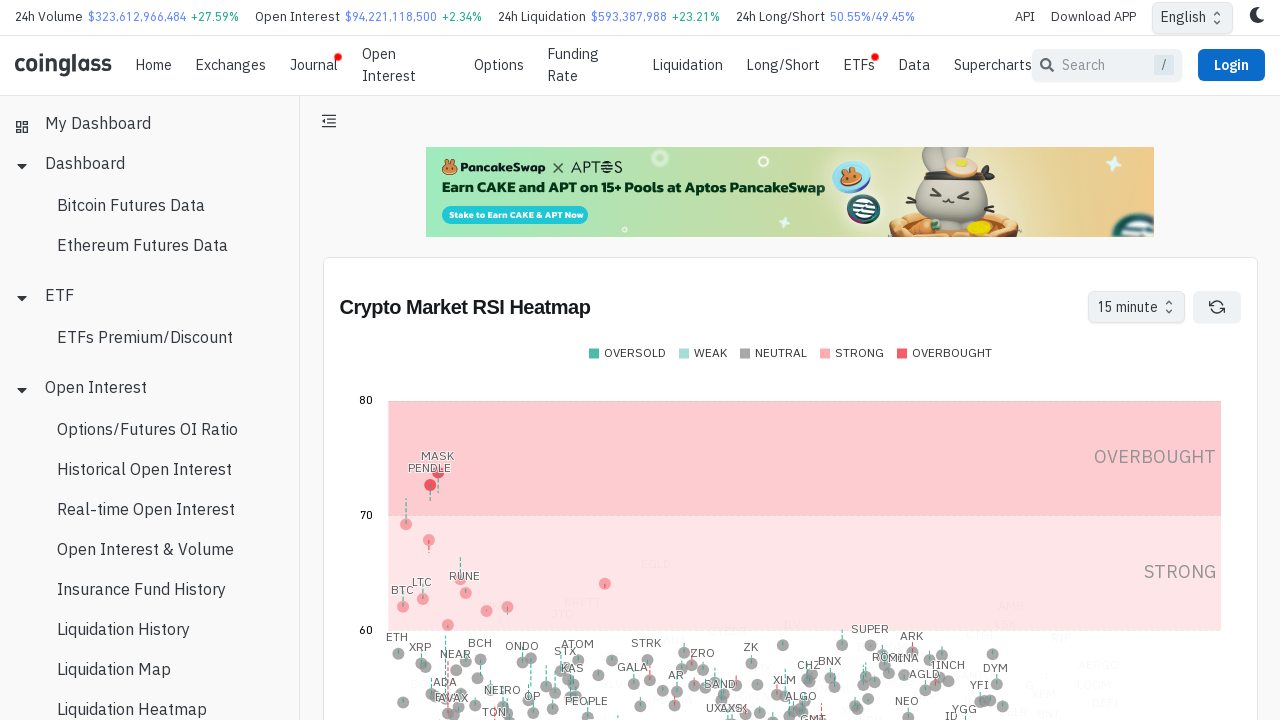 24h Volume $323,612,966,484 +27.59% Open Interest $94,221,118,500 +2.34% 24h Liquidation $593,387,988 +23.21% 24h Long/Short 50.55%/49.45% API Download APP English
coinglass Home Exchanges Journal Open Interest Options Funding Rate Liquidation Long/Short ETFs Data Supercharts Search / Login
My Dashboard
Dashboard
Bitcoin Futures Data
Ethereum Futures Data
ETF
ETFs Premium/Discount
Open Interest
Options/Futures OI Ratio
Historical Open Interest
Real-time Open Interest
Open Interest & Volume
Insurance Fund History
Liquidation History
Liquidation Map
Liquidation Heatmap
PancakeSwap × APTOS
Earn CAKE and APT on 15+ Pools at Aptos PancakeSwap
Stake to Earn CAKE & APT Now
Crypto Market RSI Heatmap
15 minute
OVERSOLD WEAK NEUTRAL STRONG OVERBOUGHT
80
OVERBOUGHT
MASK
PENDLE
70
STRONG
RUNE
LTC
BTC
60
SUPER
ETH
ARK
XRP
BCH
ONDO
ATOM
STRK
ZK
STX
NEAR
ZRO
BNX
CHZ
1INCH
KAS
GALA
DYM
AR
XLM
AGLD
ADA
SAND
YFI
NEIRO
OP
AVAX
ALGO
PEOPLE
NEO
TON
GMT
YGG
ID